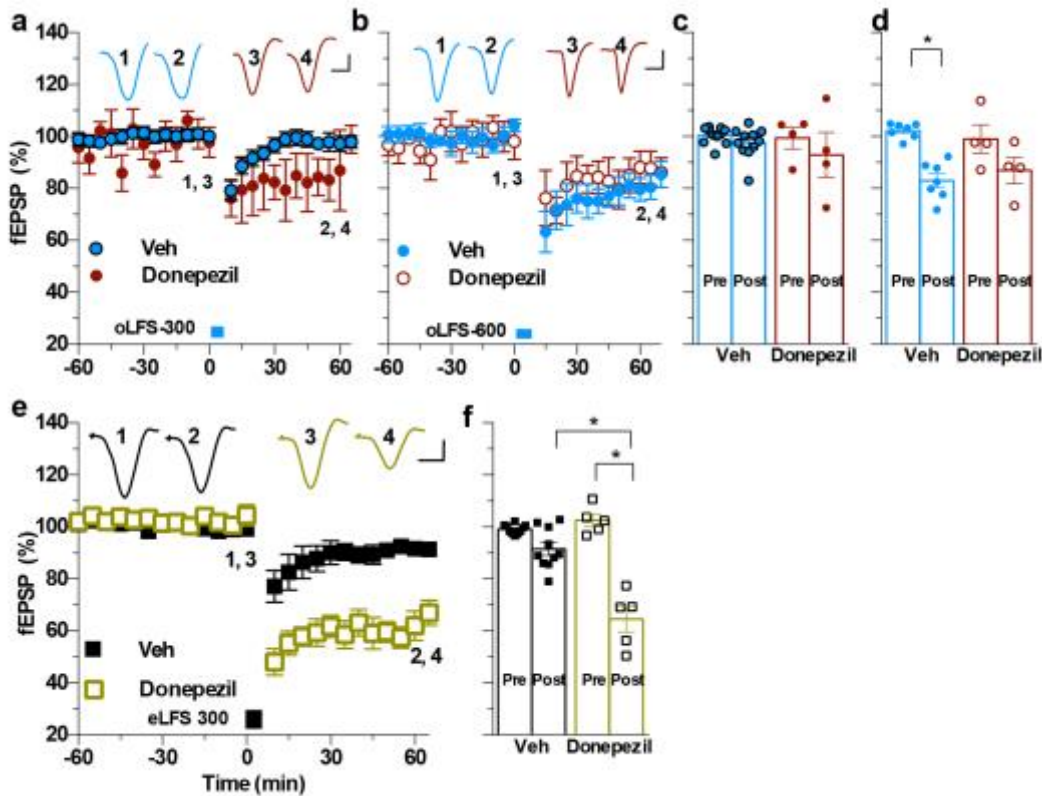 a
b
c
d
140
120
100
80
60
40
20
fEPSP (%)
1
2
3
4
1, 3
2, 4
Veh
Donepezil
oLFS-300
-60
-30
0
30
60
1
2
3
4
1, 3
2, 4
Veh
Donepezil
oLFS-600
-60
-30
0
30
60
Pre
Post
Pre
Post
Veh
Donepezil
*
Pre
Post
Pre
Post
Veh
Donepezil
e
f
140
120
100
80
60
40
20
fEPSP (%)
1
2
3
4
1, 3
2, 4
Veh
Donepezil
eLFS 300
-60
-30
0
30
60
Time (min)
*
*
Pre
Post
Pre
Post
Veh
Donepezil